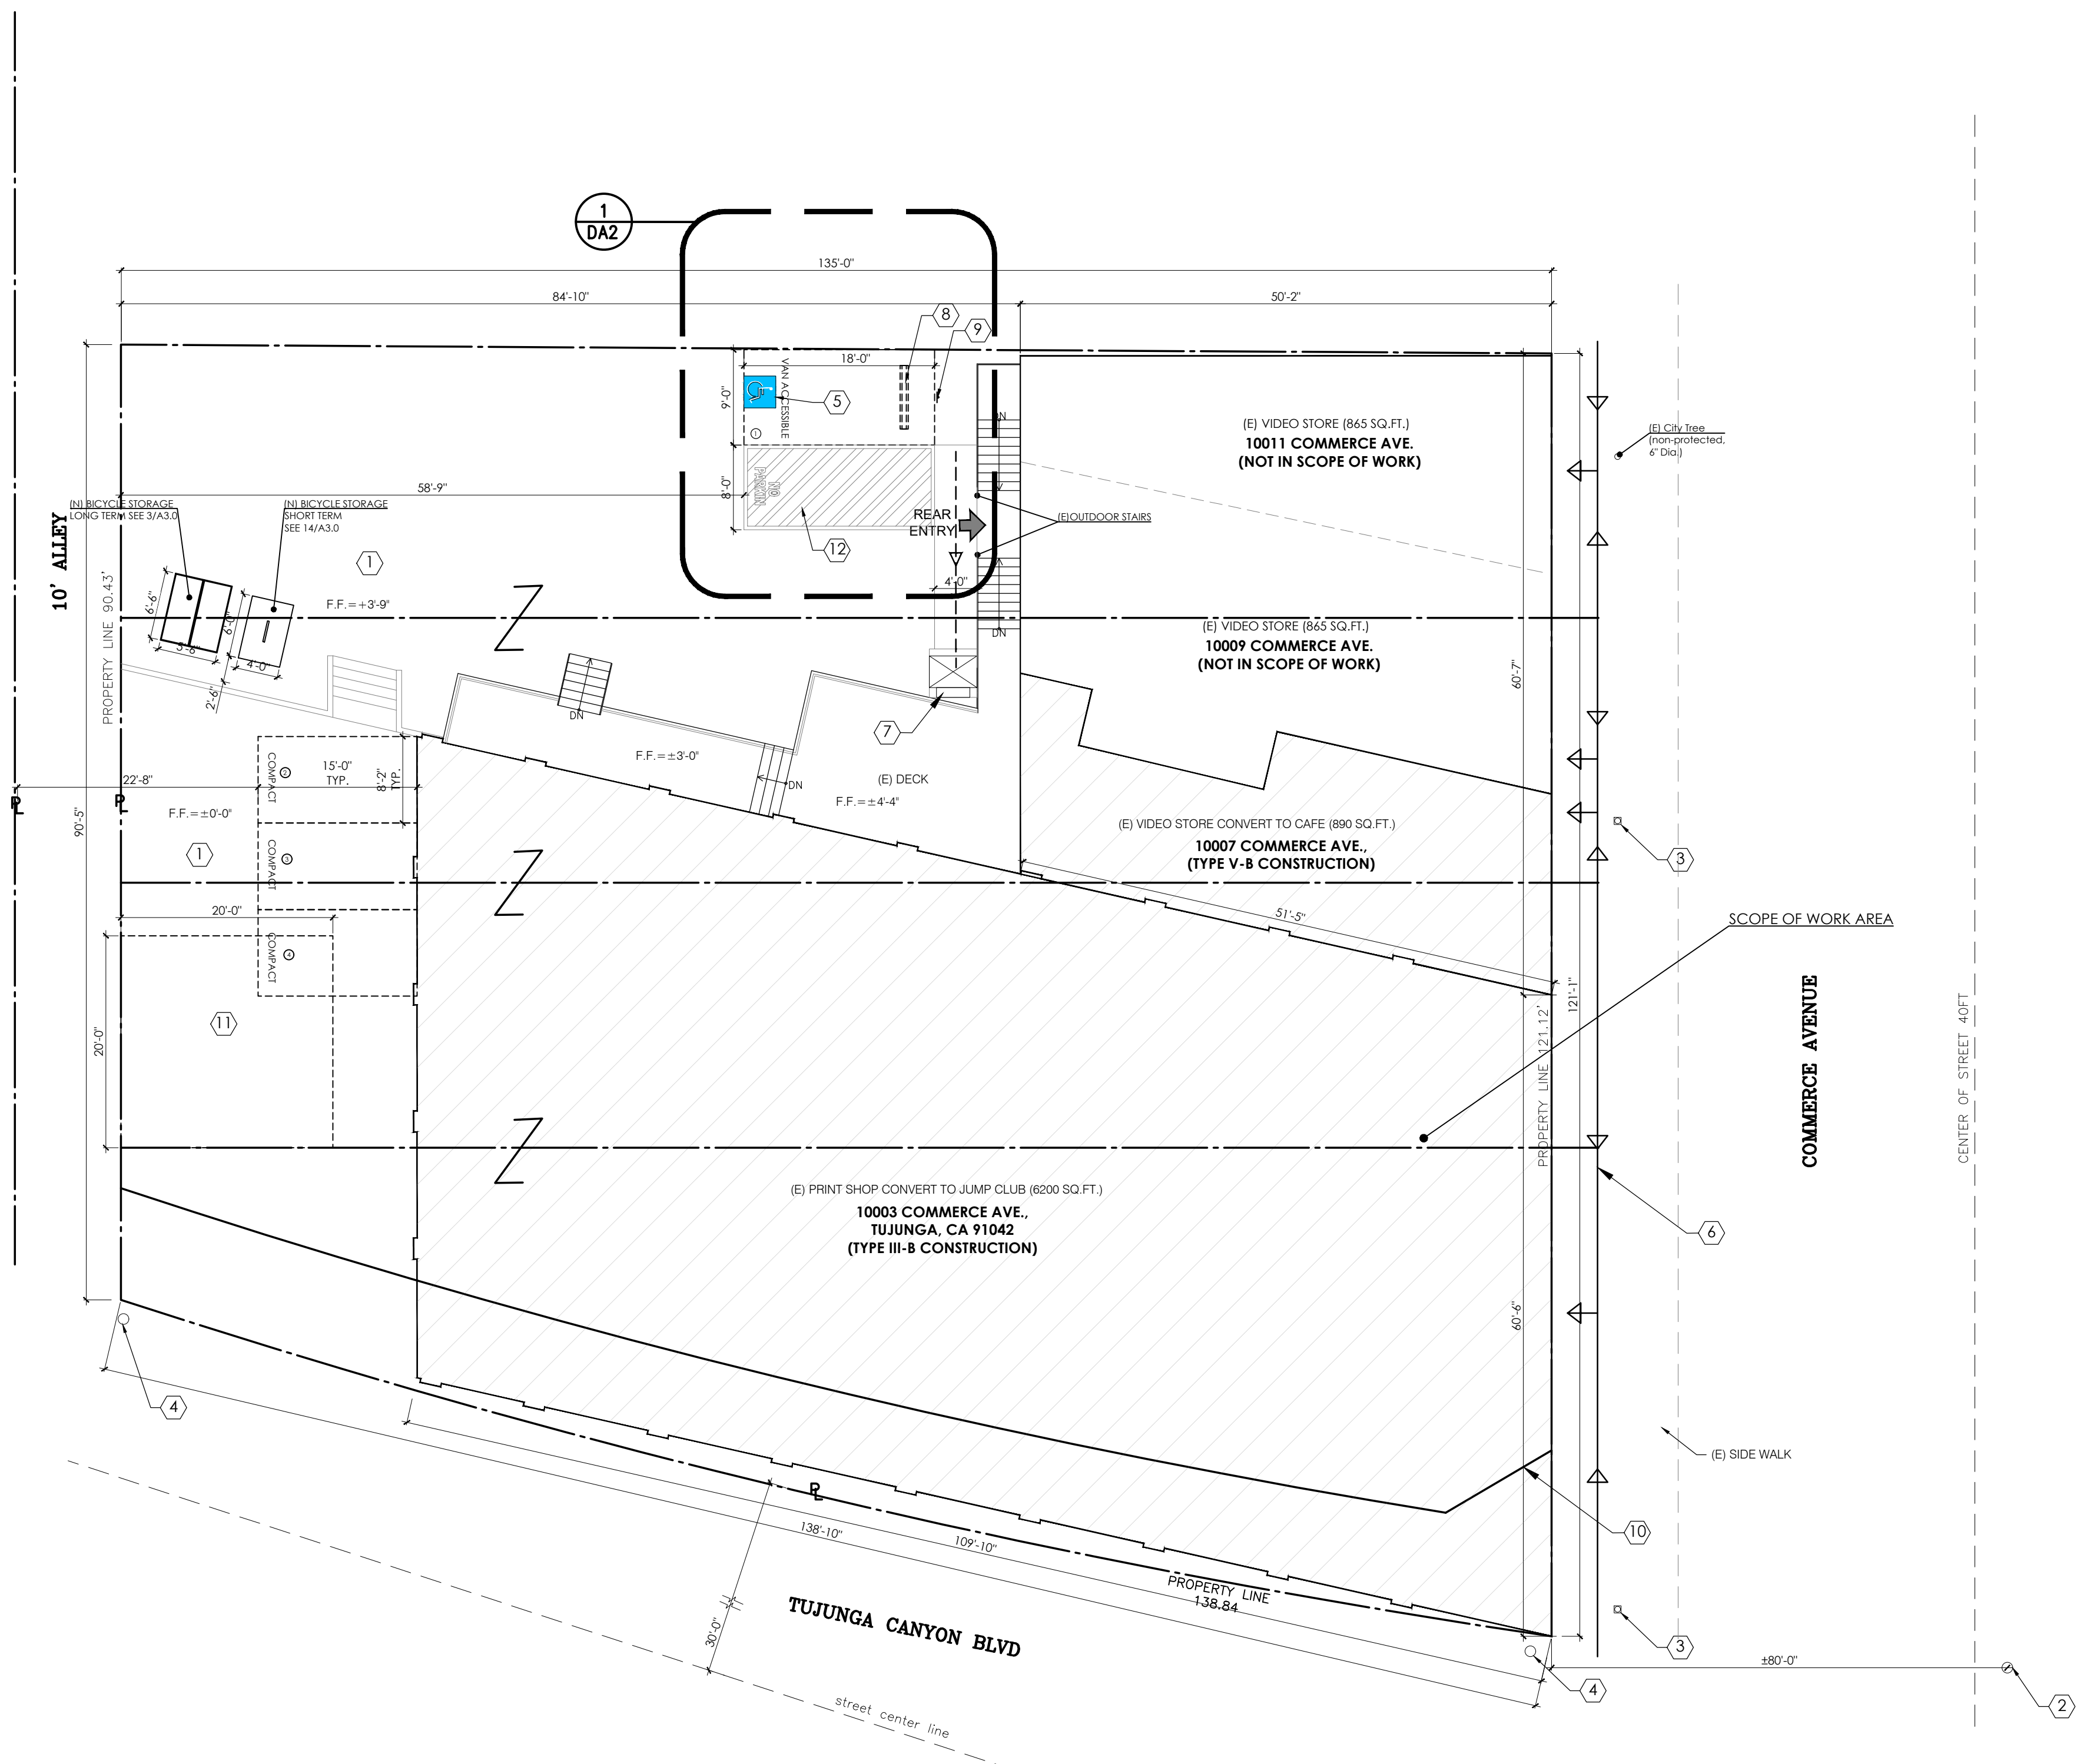 1
DA2
135'-0"
84'-10"
50'-2"
8
9
18'-0"
9'-0"
VAN ACCESSIBLE
5
1
DN
(E) VIDEO STORE (865 SQ.FT.)
10011 COMMERCE AVE.
(NOT IN SCOPE OF WORK)
(E) City Tree
(non-protected,
6" Dia.)
58'-9"
8'-0"
NO
PARKING
(N) BICYCLE STORAGE
LONG TERM SEE 3/A3.0
(N) BICYCLE STORAGE
SHORT TERM
SEE 14/A3.0
REAR
ENTRY
(E)OUTDOOR STAIRS
12
10' ALLEY
1
4'-0"
PROPERTY LINE 90.43'
F.F.=+3'-9"
6'-6"
6'-0"
4'-0"
2'-6"
DN
(E) VIDEO STORE (865 SQ.FT.)
10009 COMMERCE AVE.
(NOT IN SCOPE OF WORK)
60'-7"
DN
7
F.F.=±3'-0"
(E) DECK
DN
F.F.=±4'-4"
COMPACT
2
15'-0"
TYP.
8'-2"
TYP.
22'-8"
PL
PL
F.F.=±0'-0"
90'-5"
(E) VIDEO STORE CONVERT TO CAFE (890 SQ.FT.)
10007 COMMERCE AVE.,
(TYPE V-B CONSTRUCTION)
1
COMPACT
3
3
20'-0"
51'-5"
SCOPE OF WORK AREA
COMPACT
4
121'-1"
11
20'-0"
PROPERTY LINE 121.12'
COMMERCE AVENUE
CENTER OF STREET 40FT
(E) PRINT SHOP CONVERT TO JUMP CLUB (6200 SQ.FT.)
10003 COMMERCE AVE.,
TUJUNGA, CA 91042
(TYPE III-B CONSTRUCTION)
6
60'-6"
4
(E) SIDE WALK
PL
10
138'-10"
109'-10"
PROPERTY LINE
138.84
30'-0"
TUJUNGA CANYON BLVD
3
±80'-0"
4
2
street center line